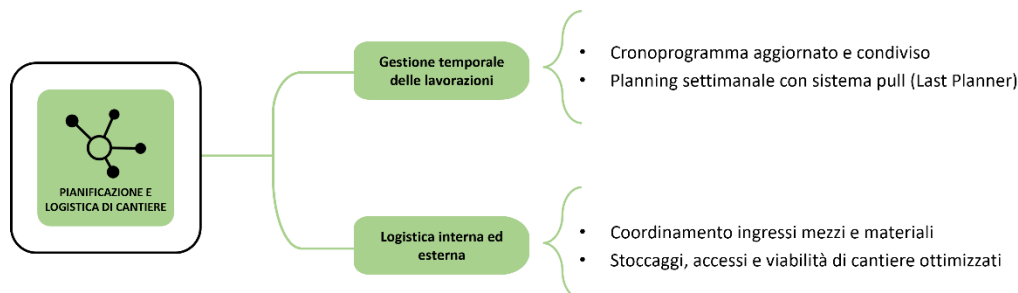 PIANIFICAZIONE E
LOGISTICA DI CANTIERE
Gestione temporale
delle lavorazioni
• Cronoprogramma aggiornato e condiviso
• Planning settimanale con sistema pull (Last Planner)
Logistica interna ed
esterna
• Coordinamento ingressi mezzi e materiali
• Stoccaggi, accessi e viabilità di cantiere ottimizzati